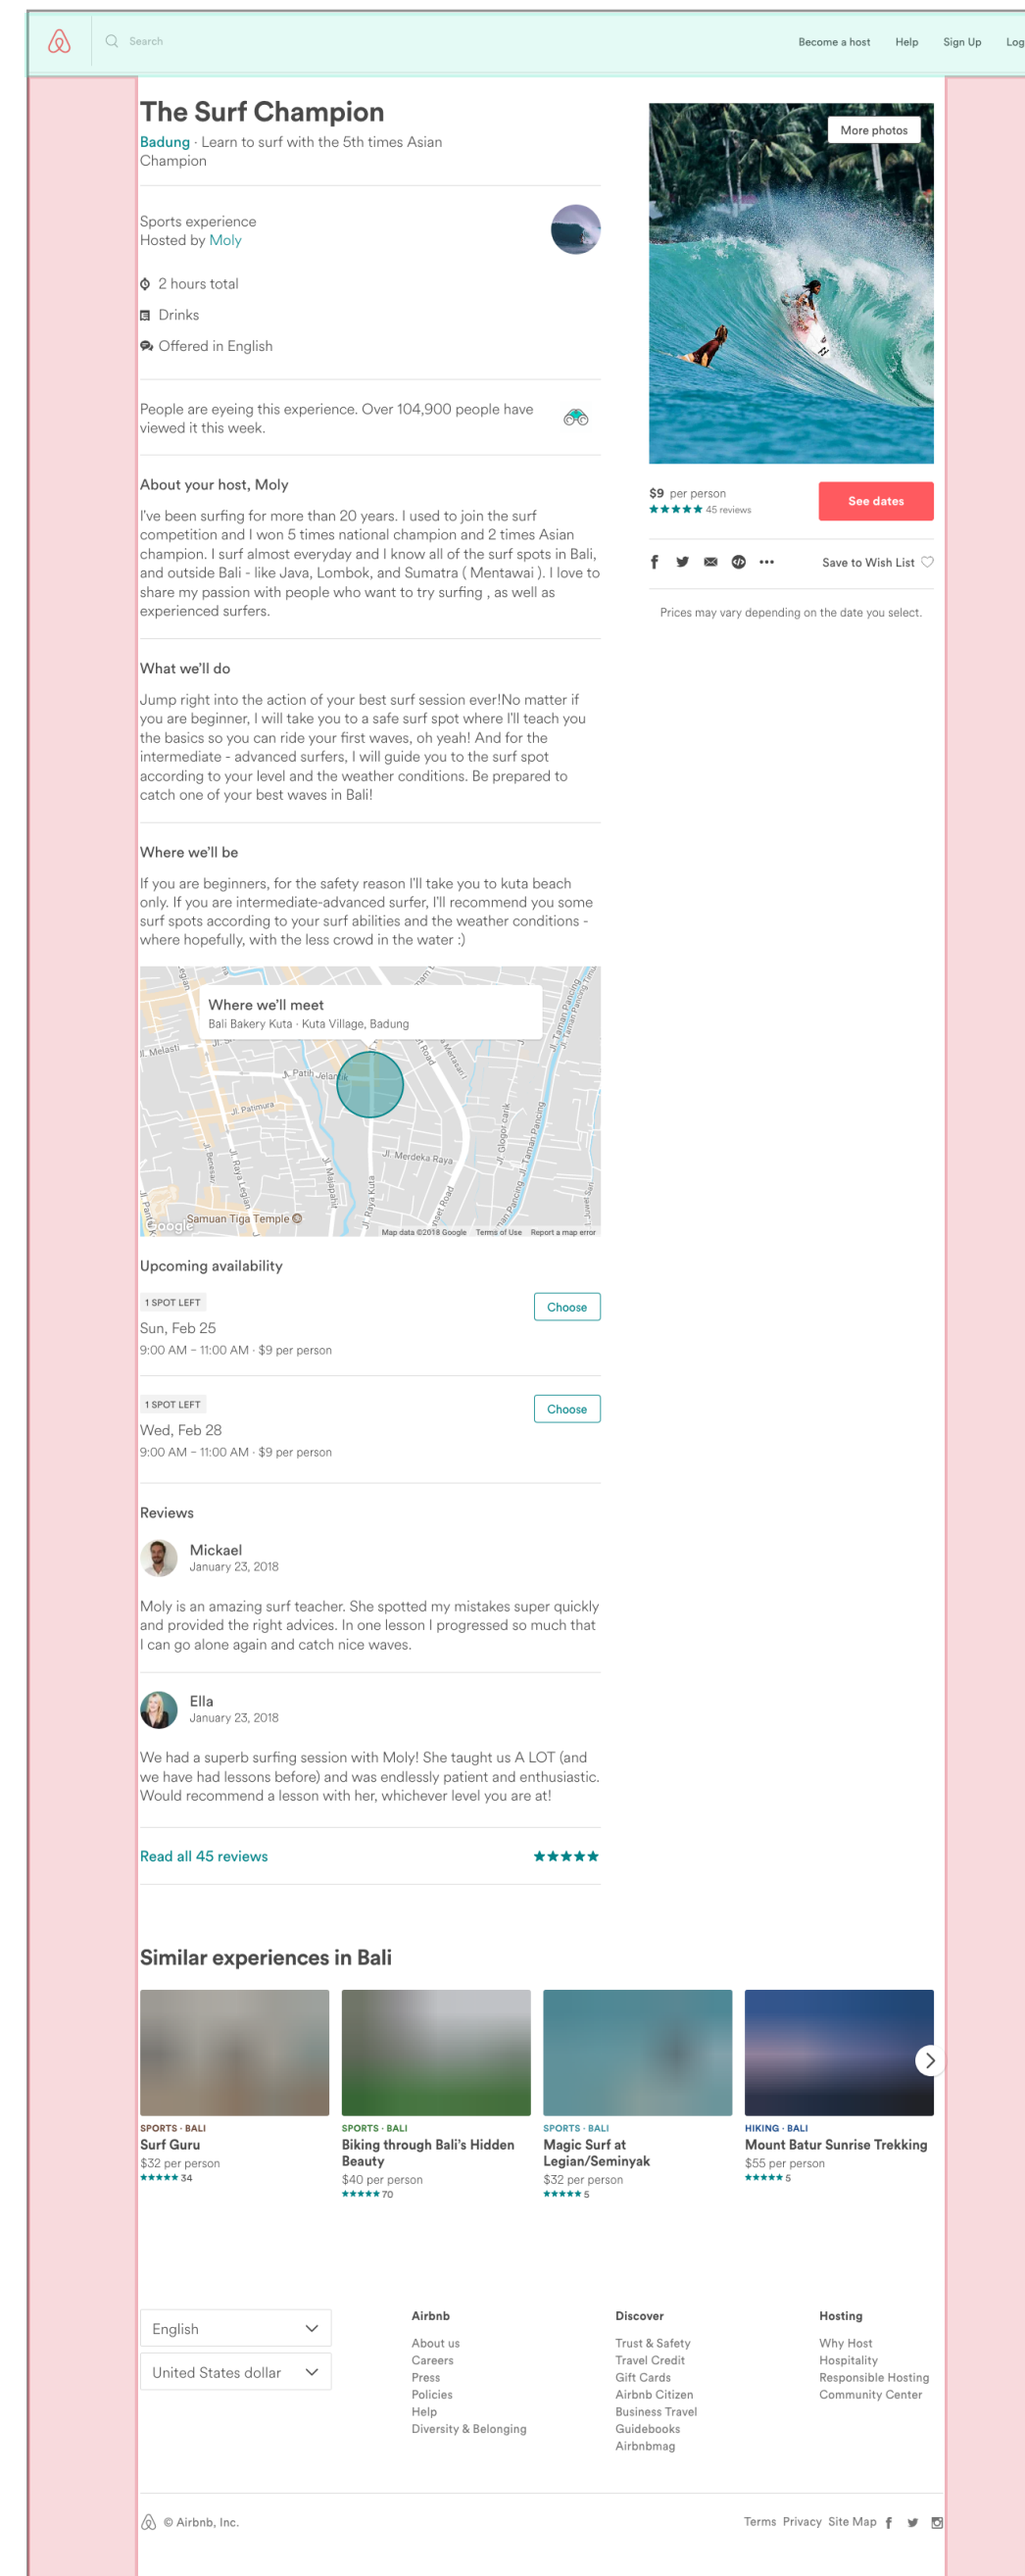 Search
Become a host
Help
Sign Up
Log
The Surf Champion
Badung · Learn to surf with the 5th times Asian
Champion
Sports experience
Hosted by Moly
2 hours total
Drinks
Offered in English
People are eyeing this experience. Over 104,900 people have
viewed it this week.
About your host, Moly
I've been surfing for more than 20 years. I used to join the surf
competition and I won 5 times national champion and 2 times Asian
champion. I surf almost everyday and I know all of the surf spots in Bali,
and outside Bali - like Java, Lombok, and Sumatra ( Mentawai ). I love to
share my passion with people who want to try surfing , as well as
experienced surfers.
More photos
$9 per person
45 reviews
See dates
Save to Wish List
Prices may vary depending on the date you select.
What we'll do
Jump right into the action of your best surf session ever!No matter if
you are beginner, I will take you to a safe surf spot where I'll teach you
the basics so you can ride your first waves, oh yeah! And for the
intermediate - advanced surfers, I will guide you to the surf spot
according to your level and the weather conditions. Be prepared to
catch one of your best waves in Bali!
Where we'll be
If you are beginners, for the safety reason I'll take you to kuta beach
only. If you are intermediate-advanced surfer, I'll recommend you some
surf spots according to your surf abilities and the weather conditions -
where hopefully, with the less crowd in the water :)
Where we'll meet
Bali Bakery Kuta · Kuta Village, Badung
Jl. Melasti
Jl. Patih Jelantik
Jl. Patimura
Jl. Benesari
Jl. Raya Legian
Jl. Majapahit
Jl. Merdeka Raya
Jl. Raya Kuta
Jl. Glogor carik
Jl. Taman Pancing
Jl. Taman Pancing
Samuan Tiga Temple
Google
Map data ©2018 Google
Terms of Use
Report a map error
Upcoming availability
1 SPOT LEFT
Sun, Feb 25
9:00 AM – 11:00 AM · $9 per person
Choose
1 SPOT LEFT
Wed, Feb 28
9:00 AM – 11:00 AM · $9 per person
Choose
Reviews
Mickael
January 23, 2018
Moly is an amazing surf teacher. She spotted my mistakes super quickly
and provided the right advices. In one lesson I progressed so much that
I can go alone again and catch nice waves.
Ella
January 23, 2018
We had a superb surfing session with Moly! She taught us A LOT (and
we have had lessons before) and was endlessly patient and enthusiastic.
Would recommend a lesson with her, whichever level you are at!
Read all 45 reviews
Similar experiences in Bali
SPORTS · BALI
Surf Guru
$32 per person
34
SPORTS · BALI
Biking through Bali's Hidden
Beauty
$40 per person
70
SPORTS · BALI
Magic Surf at
Legian/Seminyak
$32 per person
5
HIKING · BALI
Mount Batur Sunrise Trekking
$55 per person
5
English
United States dollar
Airbnb
About us
Careers
Press
Policies
Help
Diversity & Belonging
Discover
Trust & Safety
Travel Credit
Gift Cards
Airbnb Citizen
Business Travel
Guidebooks
Airbnbmag
Hosting
Why Host
Hospitality
Responsible Hosting
Community Center
© Airbnb, Inc.
Terms Privacy Site Map